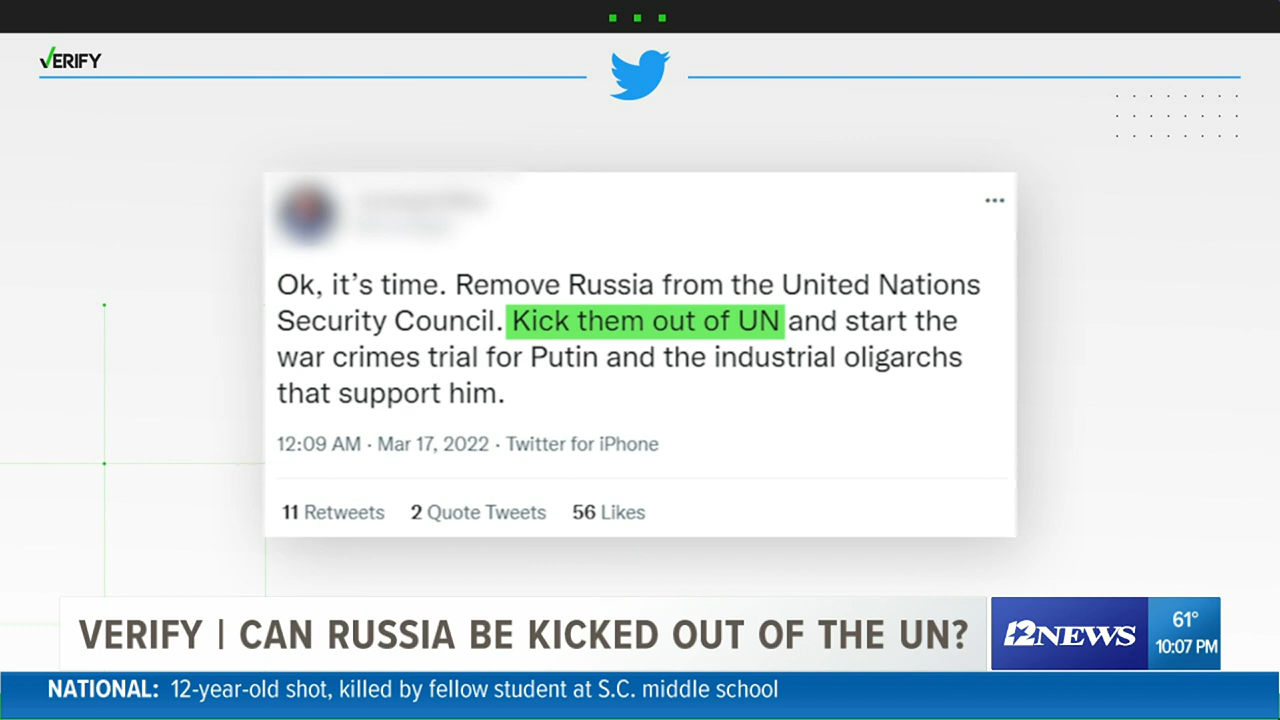 VERIFY
Ok, it's time. Remove Russia from the United Nations
Security Council. Kick them out of UN and start the
war crimes trial for Putin and the industrial oligarchs
that support him.
12:09 AM · Mar 17, 2022 · Twitter for iPhone
11 Retweets 2 Quote Tweets 56 Likes
VERIFY | CAN RUSSIA BE KICKED OUT OF THE UN?
12NEWS
61°
10:07 PM
NATIONAL: 12-year-old shot, killed by fellow student at S.C. middle school